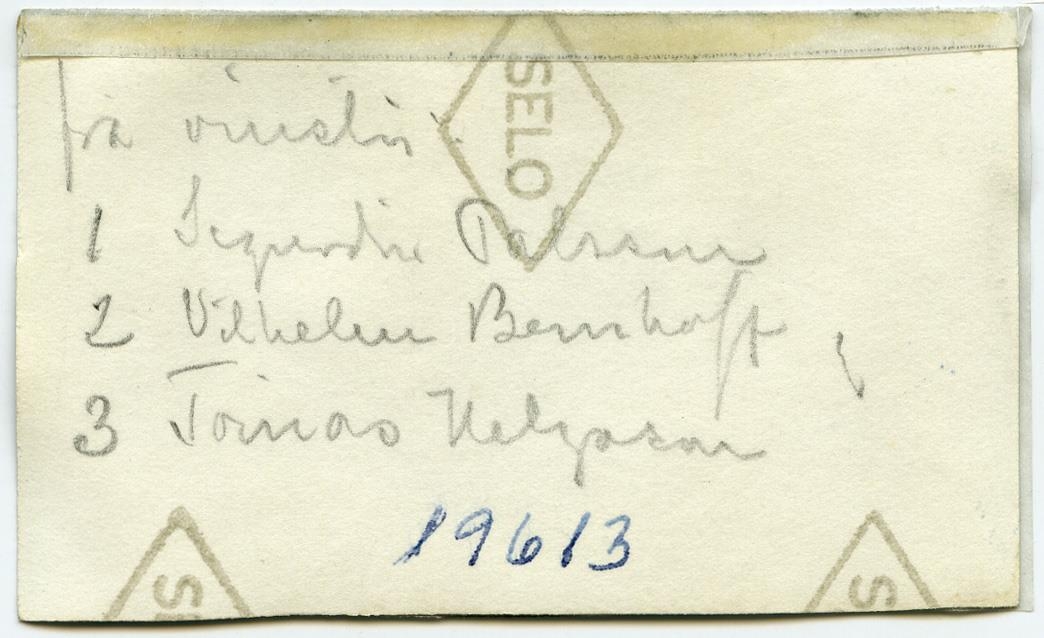 frá vinstri:
1 Sigurður Pálsson
2 Vilhelm Bernhöft
3 Tómas Helgason
19613
SELO